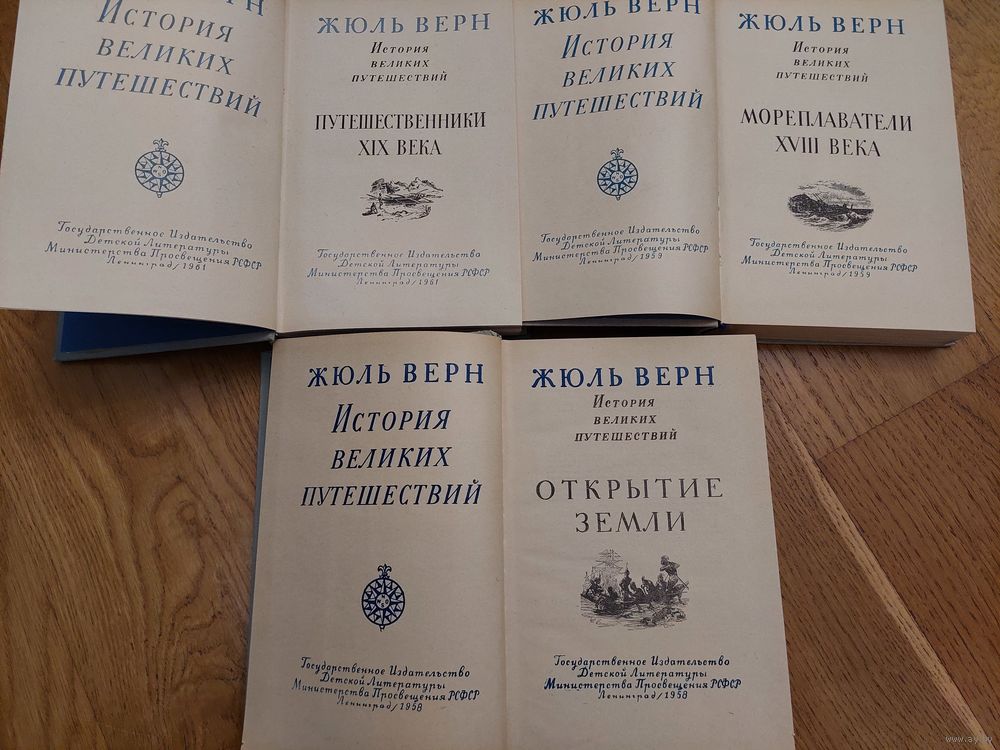 ВЕРН
ИСТОРИЯ
ВЕЛИКИХ
ПУТЕШЕСТВИЙ
Государственное Издательство
Детской Литературы
Министерства Просвещения РСФСР
Ленинград/1961
ЖЮЛЬ ВЕРН
ИСТОРИЯ
ВЕЛИКИХ
ПУТЕШЕСТВИЙ
ПУТЕШЕСТВЕННИКИ
XIX ВЕКА
Государственное Издательство
Детской Литературы
Министерства Просвещения РСФСР
Ленинград/1961
ЖЮЛЬ ВЕРН
ИСТОРИЯ
ВЕЛИКИХ
ПУТЕШЕСТВИЙ
Государственное Издательство
Детской Литературы
Министерства Просвещения РСФСР
Ленинград/1959
ЖЮЛЬ ВЕРН
ИСТОРИЯ
ВЕЛИКИХ
ПУТЕШЕСТВИЙ
МОРЕПЛАВАТЕЛИ
XVIII ВЕКА
Государственное Издательство
Детской Литературы
Министерства Просвещения РСФСР
Ленинград/1959
ЖЮЛЬ ВЕРН
ИСТОРИЯ
ВЕЛИКИХ
ПУТЕШЕСТВИЙ
Государственное Издательство
Детской Литературы
Министерства Просвещения РСФСР
Ленинград/1958
ЖЮЛЬ ВЕРН
ИСТОРИЯ
ВЕЛИКИХ
ПУТЕШЕСТВИЙ
ОТКРЫТИЕ
ЗЕМЛИ
Государственное Издательство
Детской Литературы
Министерства Просвещения РСФСР
Ленинград/1958
www.ay.by